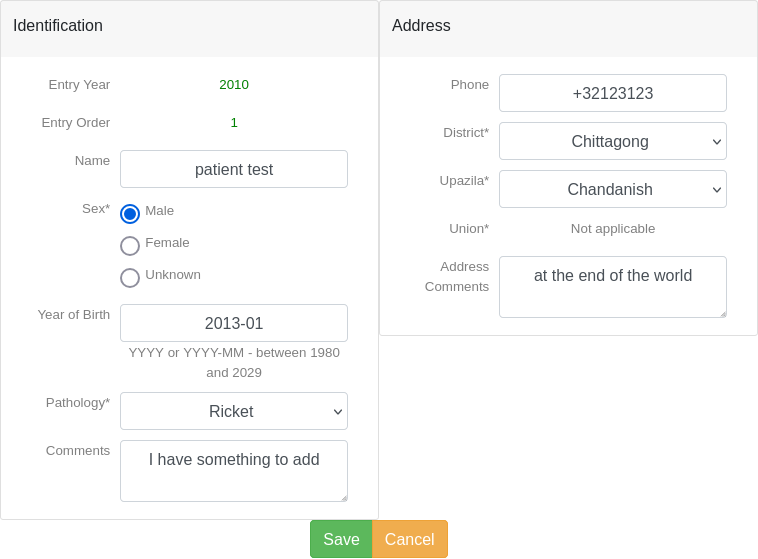 Identification
Entry Year 2010
Entry Order 1
Name patient test
Sex* Male
Female
Unknown
Year of Birth 2013-01
YYYY or YYYY-MM - between 1980
and 2029
Pathology* Ricket
Comments I have something to add
Address
Phone +32123123
District* Chittagong
Upazila* Chandanish
Union* Not applicable
Address
Comments
at the end of the world
Save Cancel